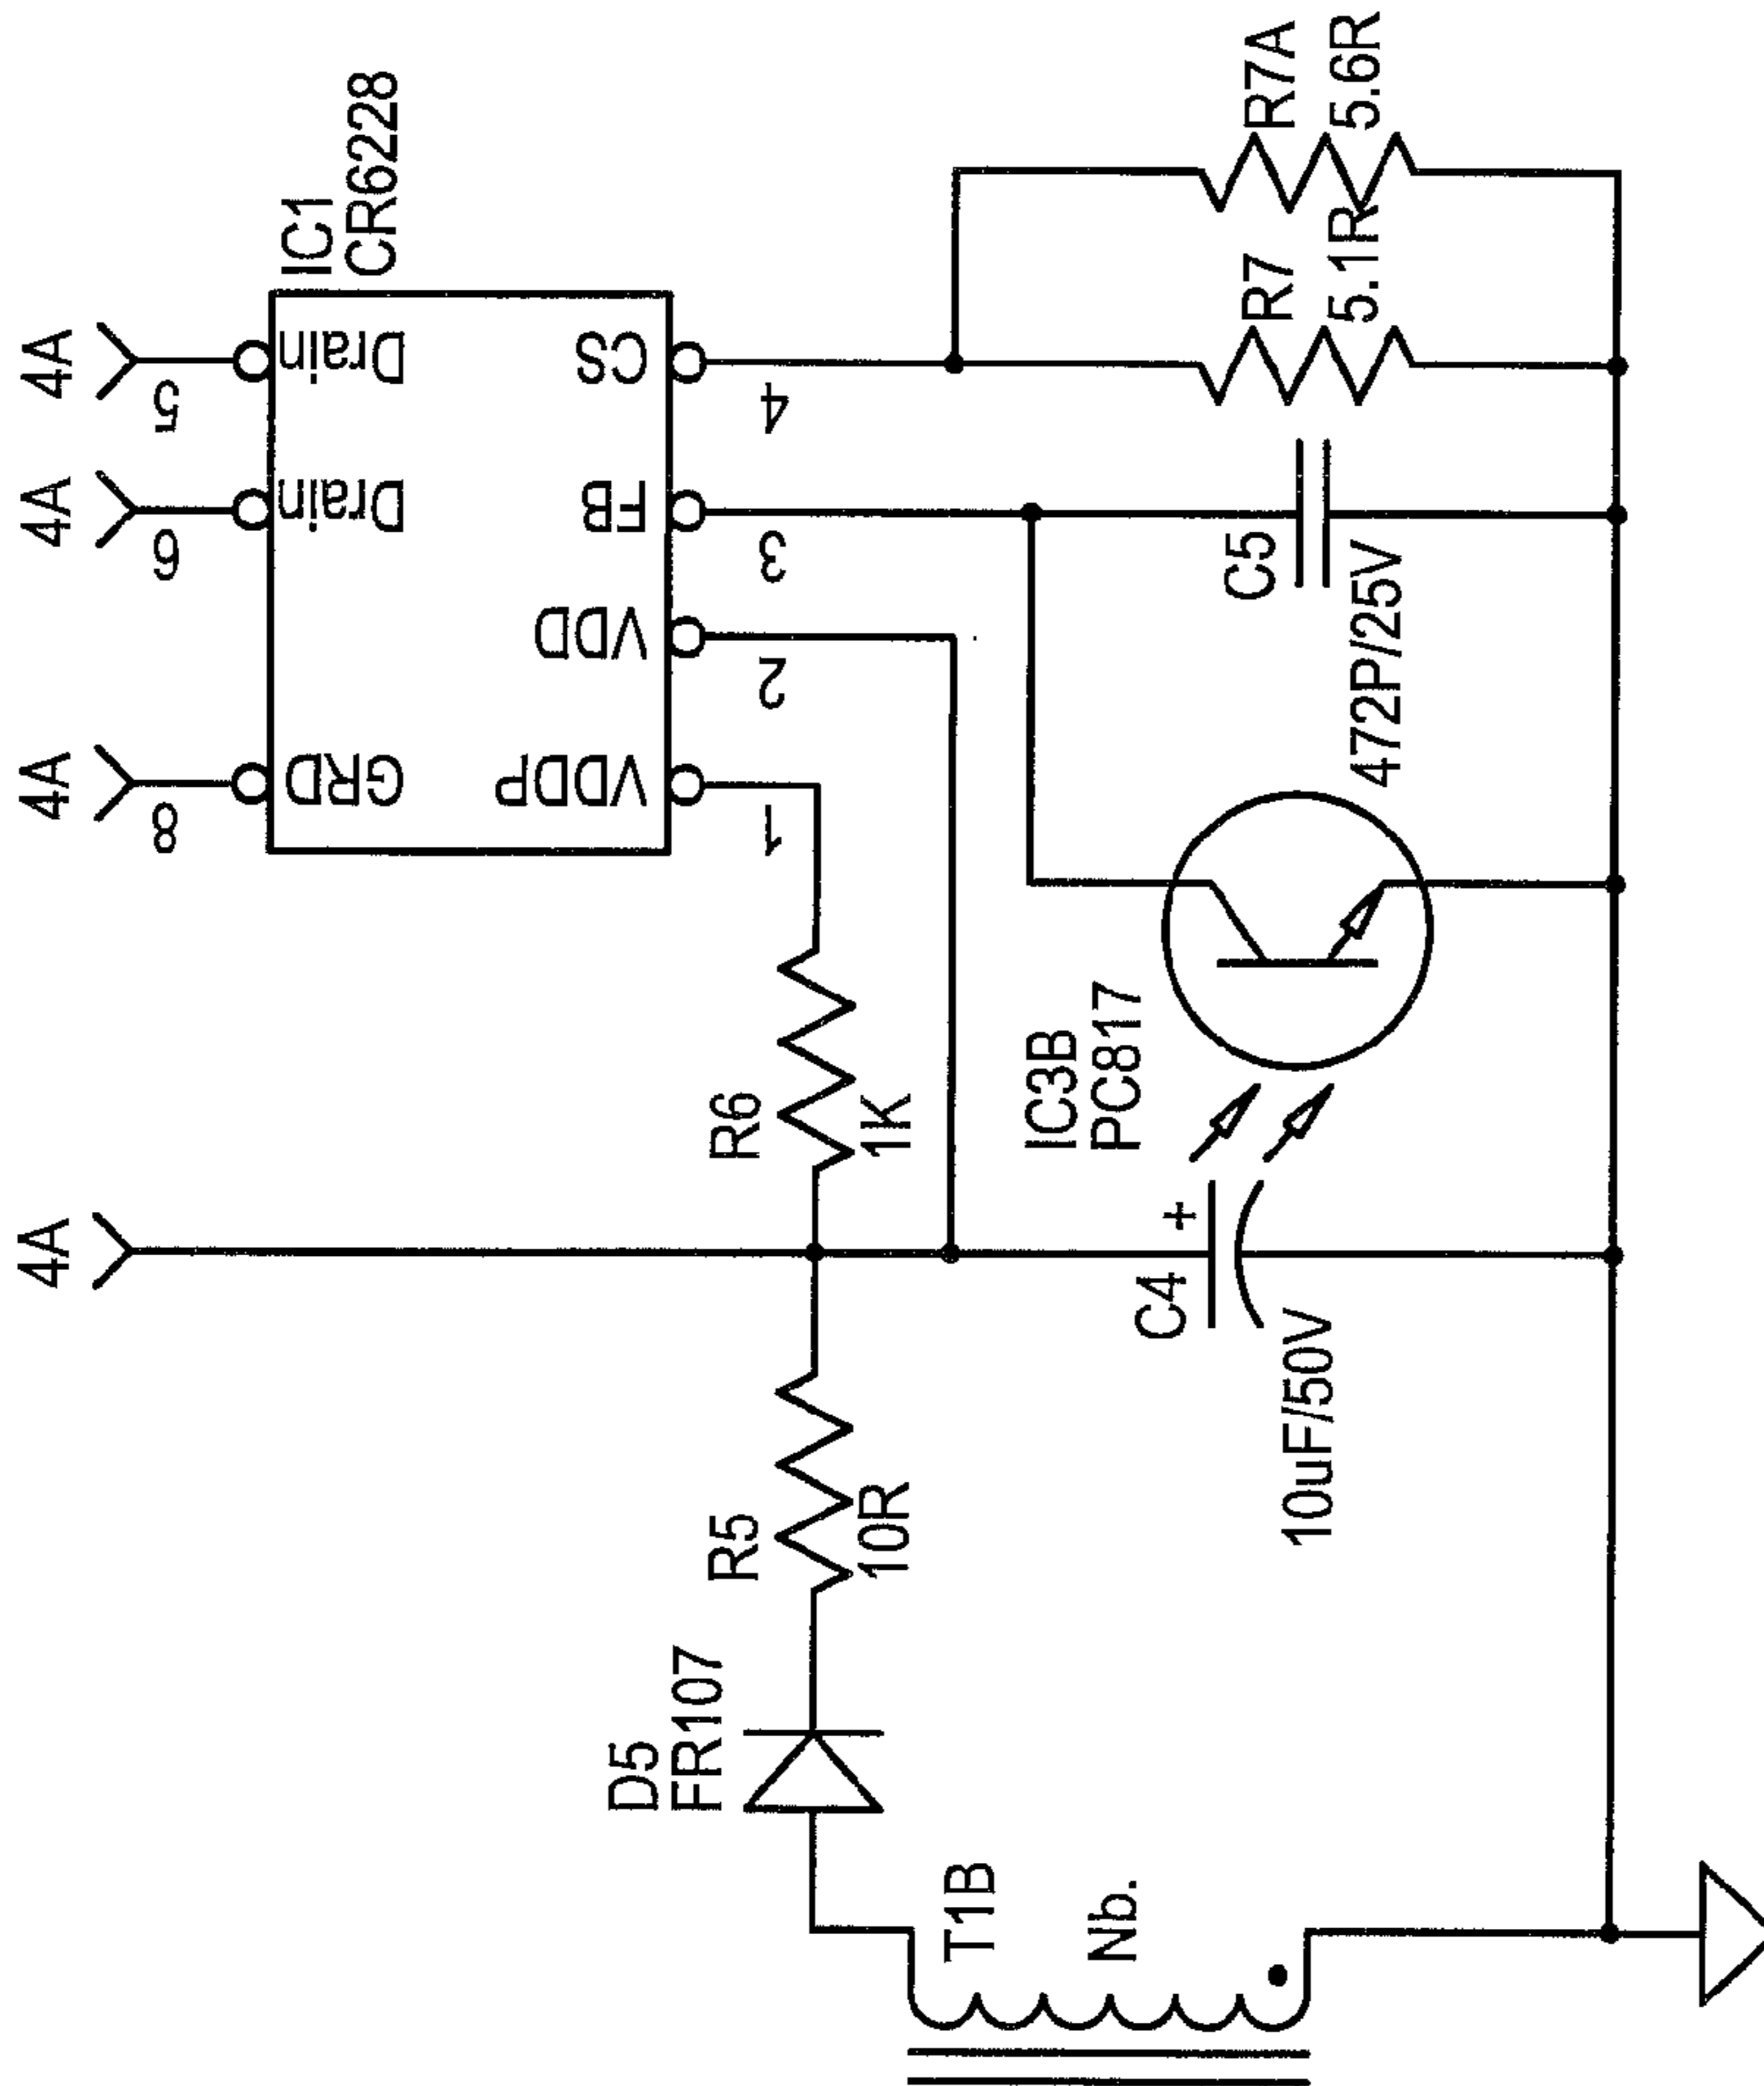 4A
4A
4A
4A
5
6
8
IC1
CR6228
Drain
Drain
GRD
CS
FB
VDD
VDDP
4
3
2
1
R7A
5.6R
R7
5.1R
C5
472P/25V
R6
1K
IC3B
PC817
C4
+
10uF/50V
R5
10R
D5
FR107
T1B
Nb.